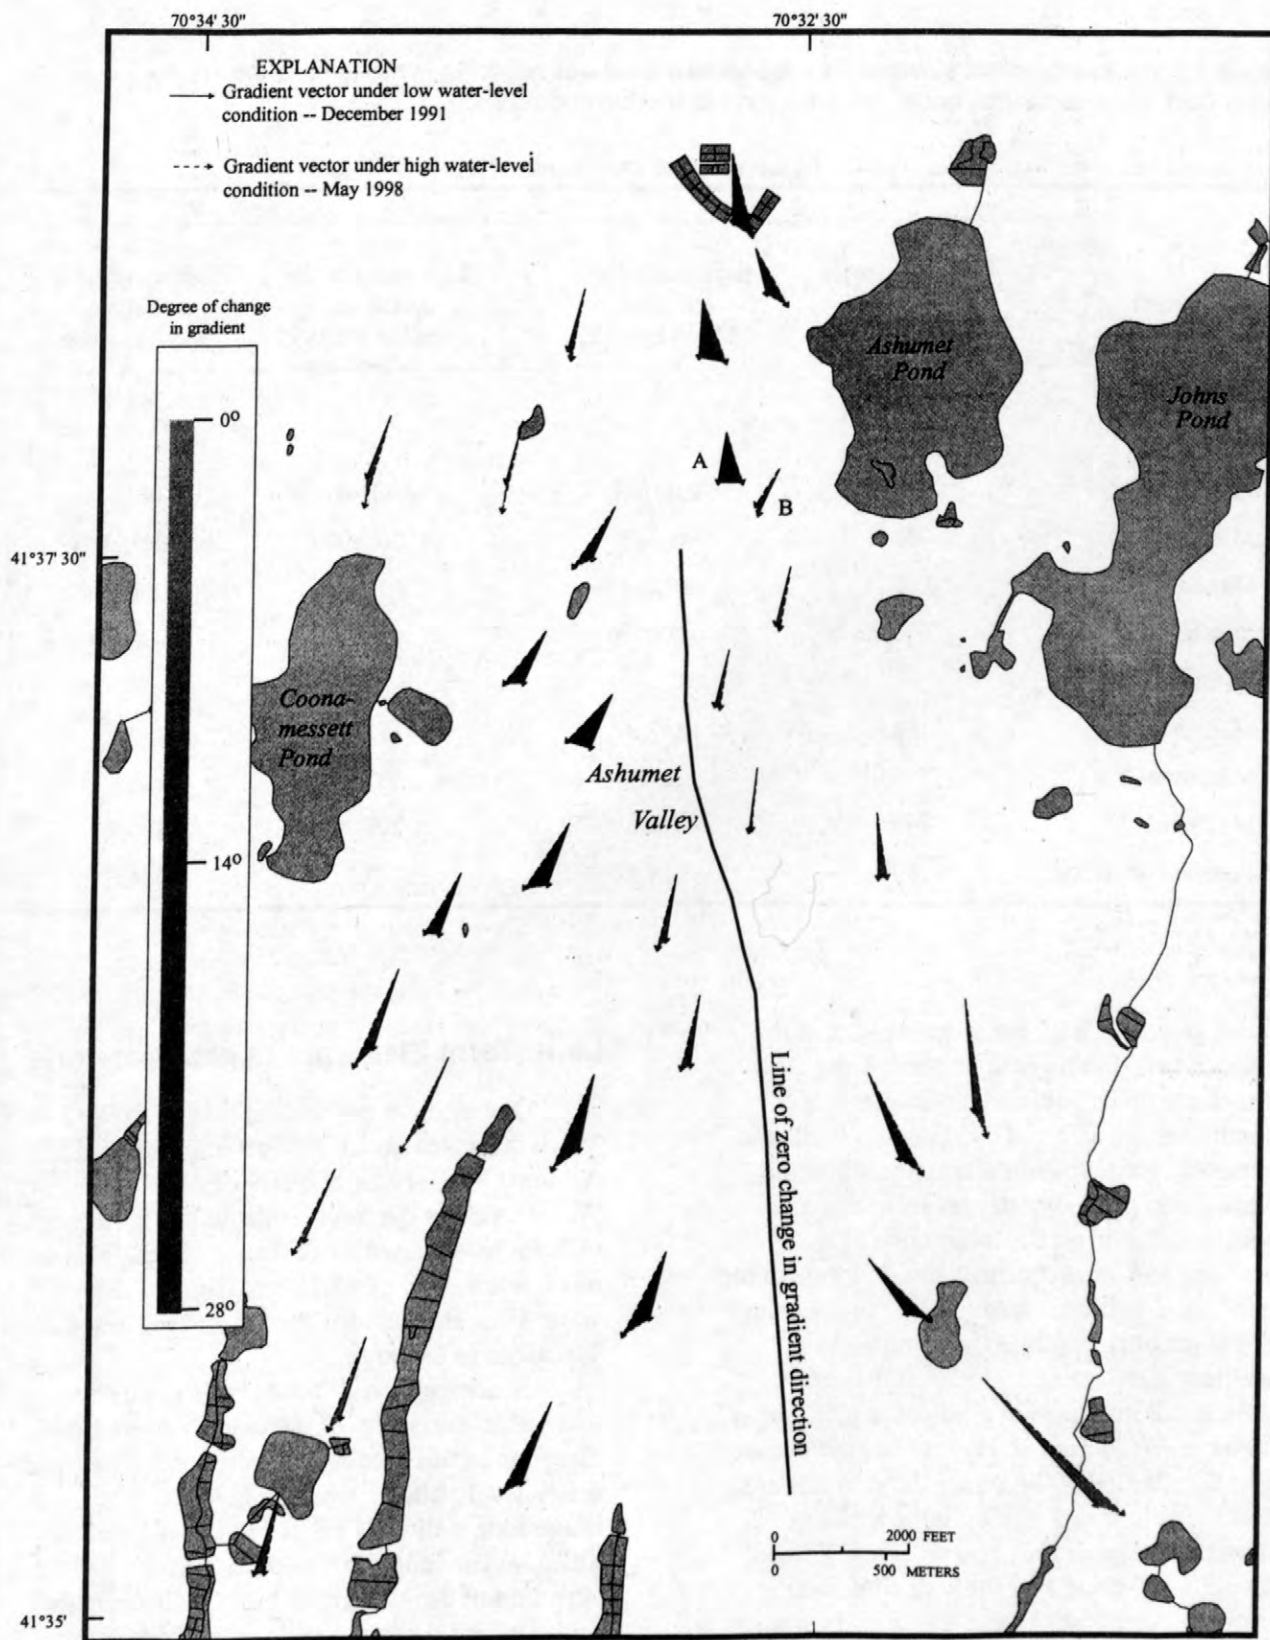 70°34' 30"
70°32' 30"
EXPLANATION
Gradient vector under low water-level
condition -- December 1991
Gradient vector under high water-level
condition -- May 1998
Degree of change
in gradient
0°
14°
28°
Ashumet
Pond
Johns
Pond
A
B
41°37'30"
Coona-
messett
Pond
Ashumet
Valley
Line of zero change in gradient direction
0 2000 FEET
0 500 METERS
41°35'